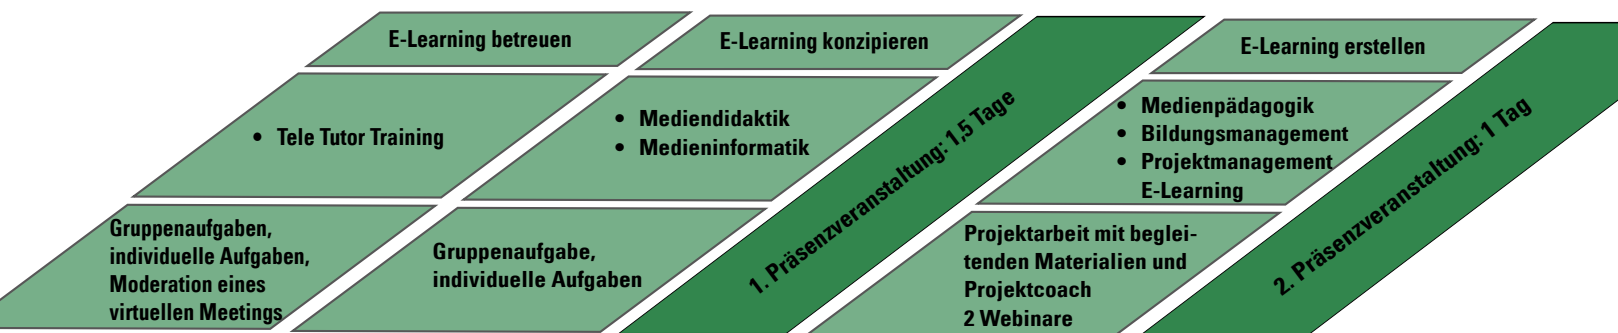 E-Learning betreuen
• Tele Tutor Training
Gruppenaufgaben,
individuelle Aufgaben,
Moderation eines
virtuellen Meetings
E-Learning konzipieren
• Mediendidaktik
• Medieninformatik
Gruppenaufgabe,
individuelle Aufgaben
1. Präsenzveranstaltung: 1,5 Tage
E-Learning erstellen
• Medienpädagogik
• Bildungsmanagement
• Projektmanagement
E-Learning
Projektarbeit mit beglei-
tenden Materialien und
Projektcoach
2 Webinare
2. Präsenzveranstaltung: 1 Tag